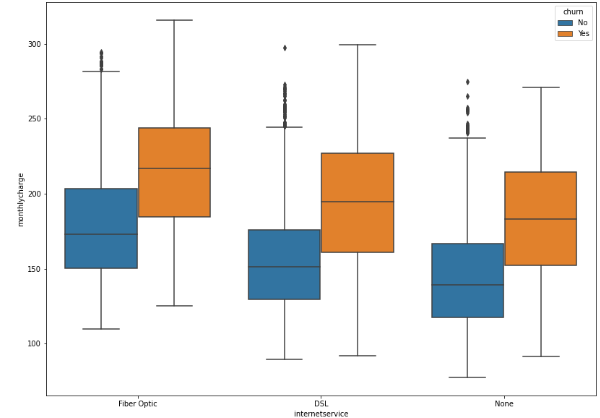 churn
No
Yes
300
250
200
150
100
monthlycharge
Fiber Optic
DSL
None
internetservice